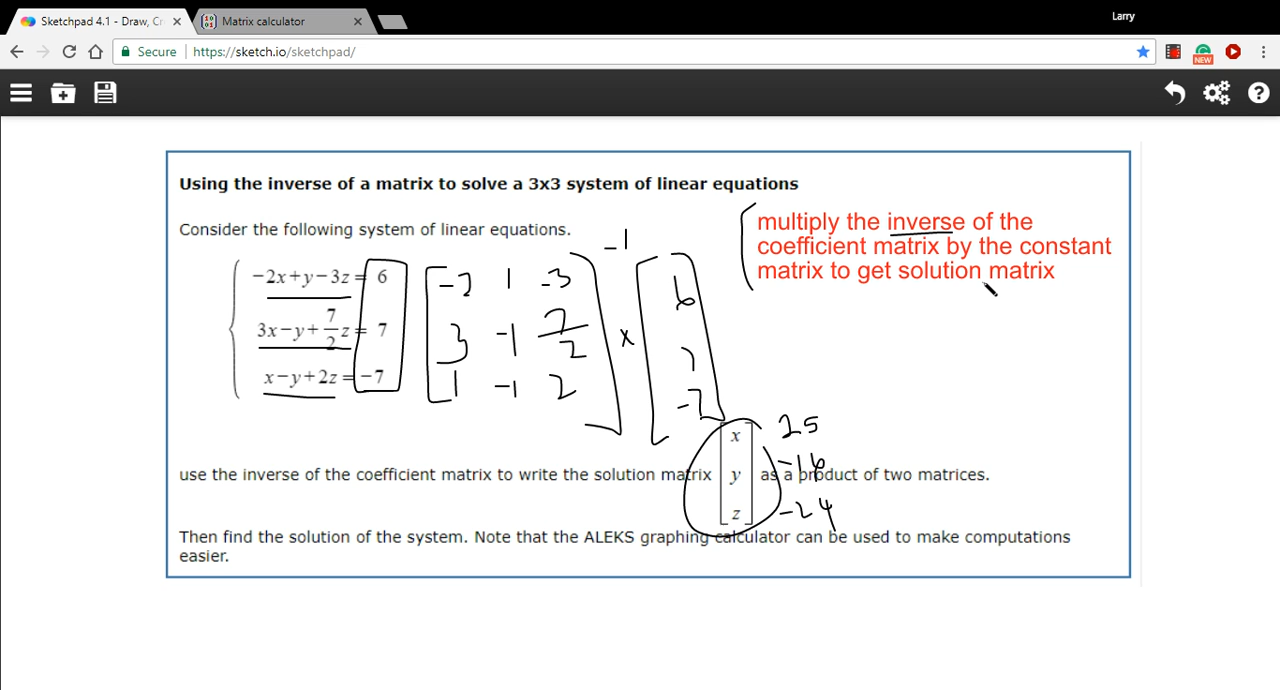 Larry
Sketchpad 4.1 - Draw, Cr
Matrix calculator
Secure https://sketch.io/sketchpad/
NEW
Using the inverse of a matrix to solve a 3x3 system of linear equations
Consider the following system of linear equations.
multiply the inverse of the
coefficient matrix by the constant
matrix to get solution matrix
−2x+y−3z= 6
3x−y+7/2z= 7
x−y+2z=−7
-2 1 -3
3 -1 7/2
1 -1 2
-1
x
6
7
-7
use the inverse of the coefficient matrix to write the solution matrix [x y z] as a product of two matrices.
25
-16
-24
Then find the solution of the system. Note that the ALEKS graphing calculator can be used to make computations
easier.